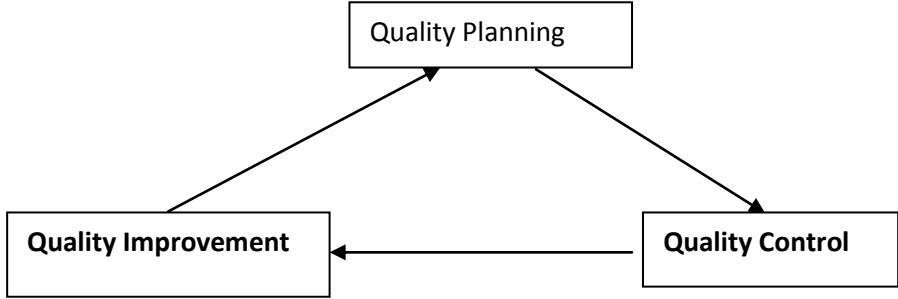 Quality Planning
Quality Improvement
Quality Control